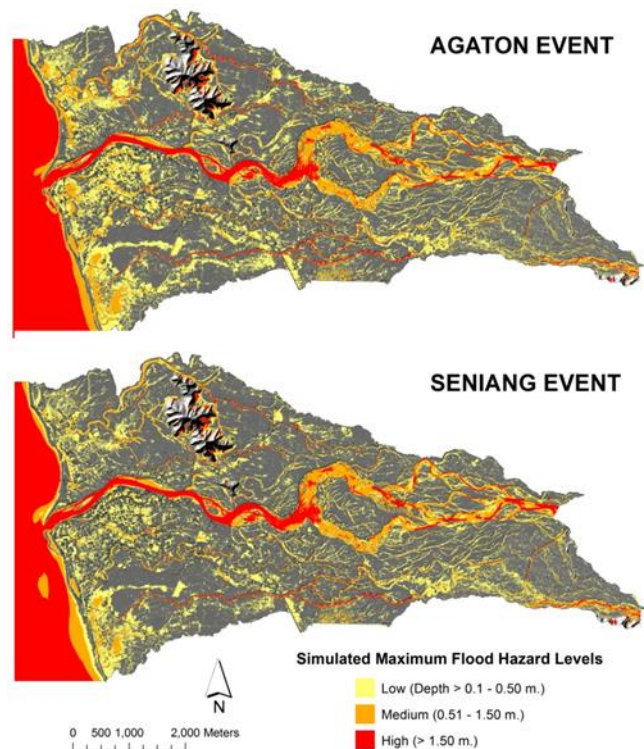 AGATON EVENT
SENIANG EVENT
Simulated Maximum Flood Hazard Levels
Low (Depth > 0.1 - 0.50 m.)
Medium (0.51 - 1.50 m.)
High (> 1.50 m.)
N
0 500 1,000 2,000 Meters